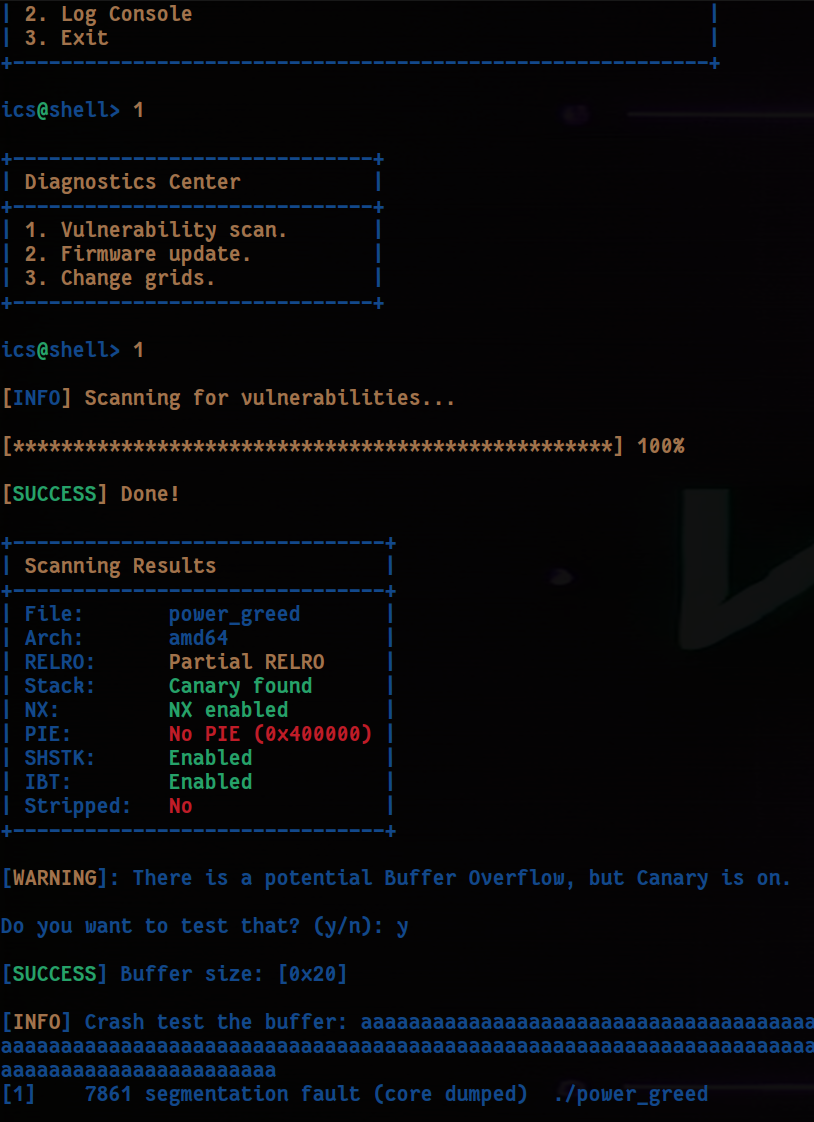 | 2. Log Console |
| 3. Exit |
+----------------------------------------------------------+
ics@shell> 1
+------------------------------+
| Diagnostics Center |
+------------------------------+
| 1. Vulnerability scan. |
| 2. Firmware update. |
| 3. Change grids. |
+------------------------------+
ics@shell> 1
[INFO] Scanning for vulnerabilities...
[**************************************************] 100%
[SUCCESS] Done!
+-------------------------------+
| Scanning Results |
+-------------------------------+
| File: power_greed |
| Arch: amd64 |
| RELRO: Partial RELRO |
| Stack: Canary found |
| NX: NX enabled |
| PIE: No PIE (0x400000) |
| SHSTK: Enabled |
| IBT: Enabled |
| Stripped: No |
+-------------------------------+
[WARNING]: There is a potential Buffer Overflow, but Canary is on.
Do you want to test that? (y/n): y
[SUCCESS] Buffer size: [0x20]
[INFO] Crash test the buffer: aaaaaaaaaaaaaaaaaaaaaaaaaaaaaaaaaaaaaa
aaaaaaaaaaaaaaaaaaaaaaaaaaaaaaaaaaaaaaaaaaaaaaaaaaaaaaaaaaaaaaaaaaaa
aaaaaaaaaaaaaaaaaaaaaaa
[1]    7861 segmentation fault (core dumped)  ./power_greed